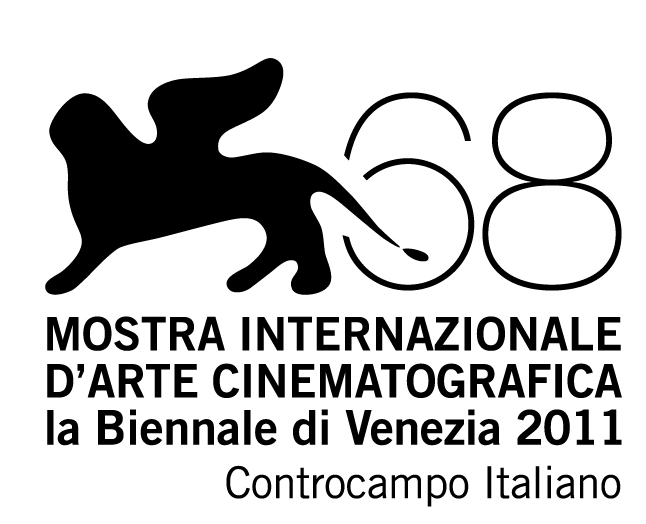 68
MOSTRA INTERNAZIONALE
D’ARTE CINEMATOGRAFICA
la Biennale di Venezia 2011
Controcampo Italiano